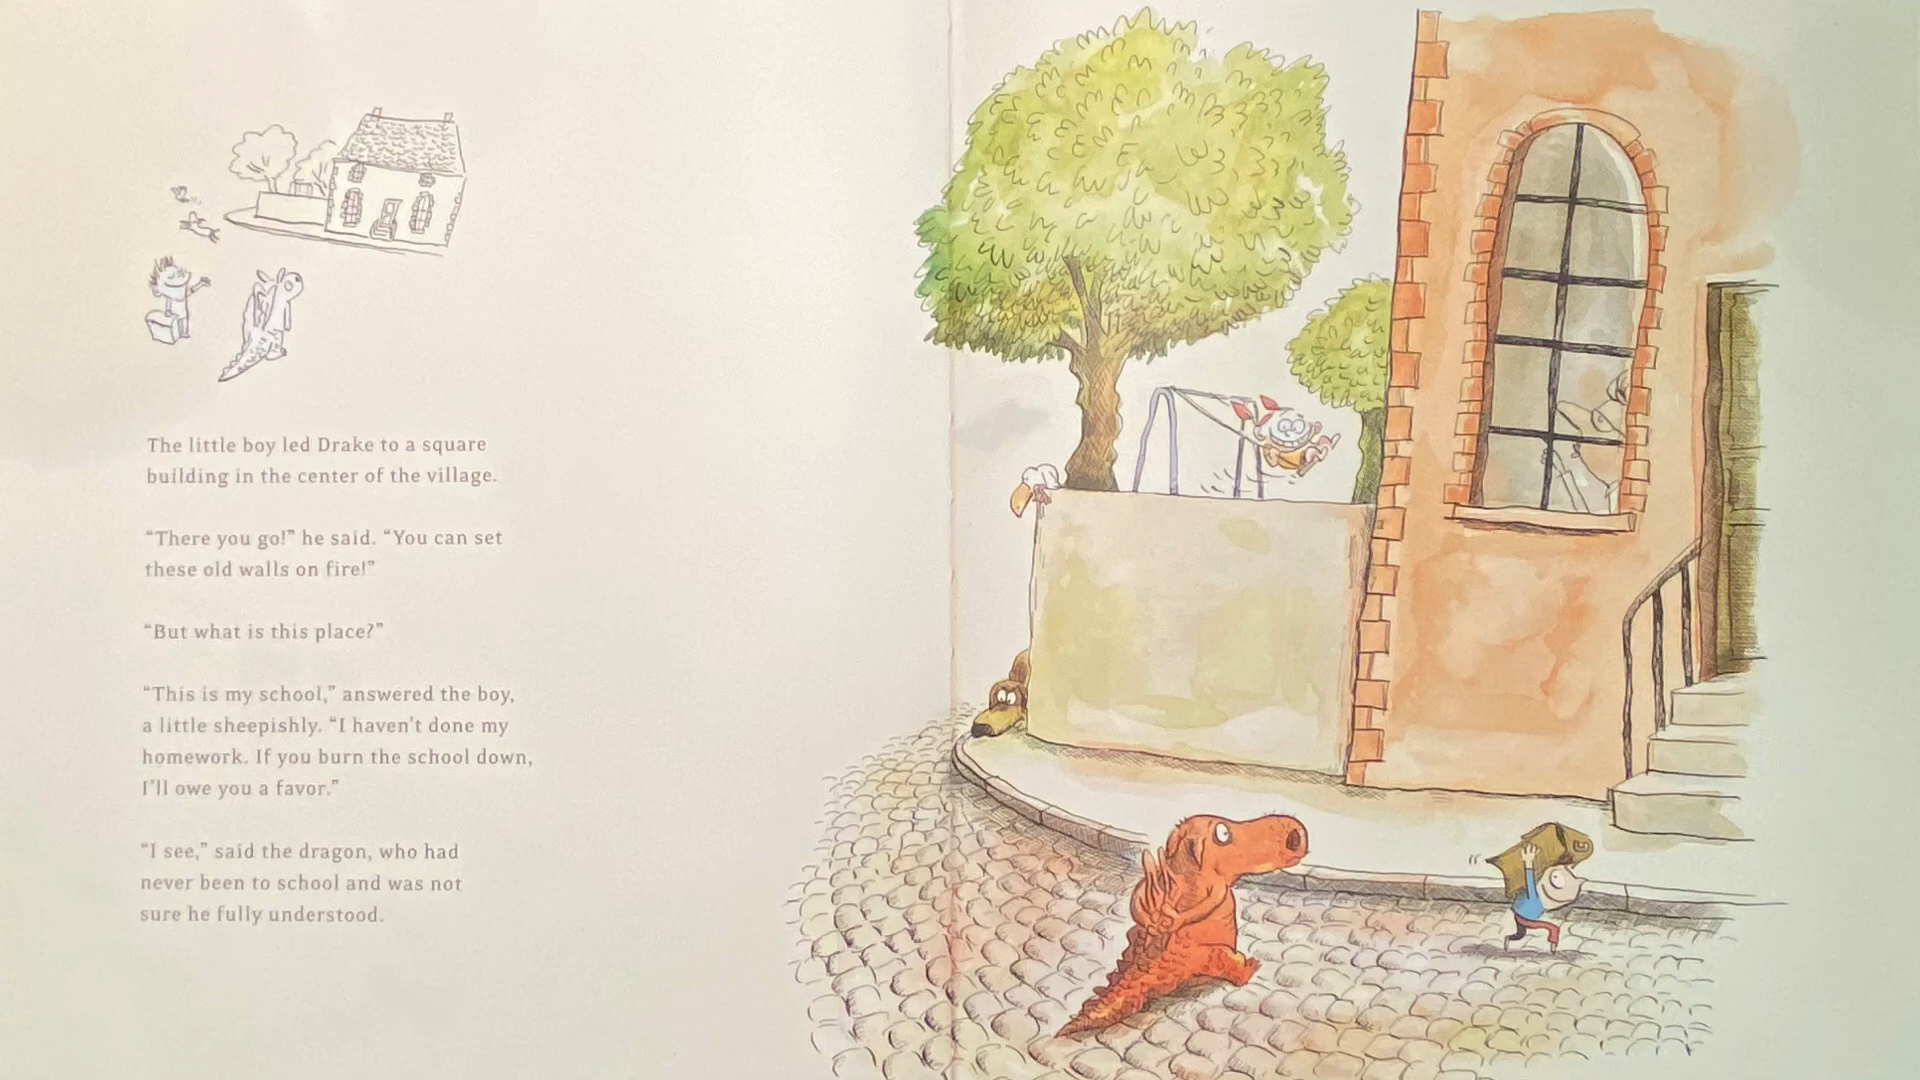 The little boy led Drake to a square
building in the center of the village.
“There you go!” he said. “You can set
these old walls on fire!”
“But what is this place?”
“This is my school,” answered the boy,
a little sheepishly. “I haven’t done my
homework. If you burn the school down,
I’ll owe you a favor.”
“I see,” said the dragon, who had
never been to school and was not
sure he fully understood.